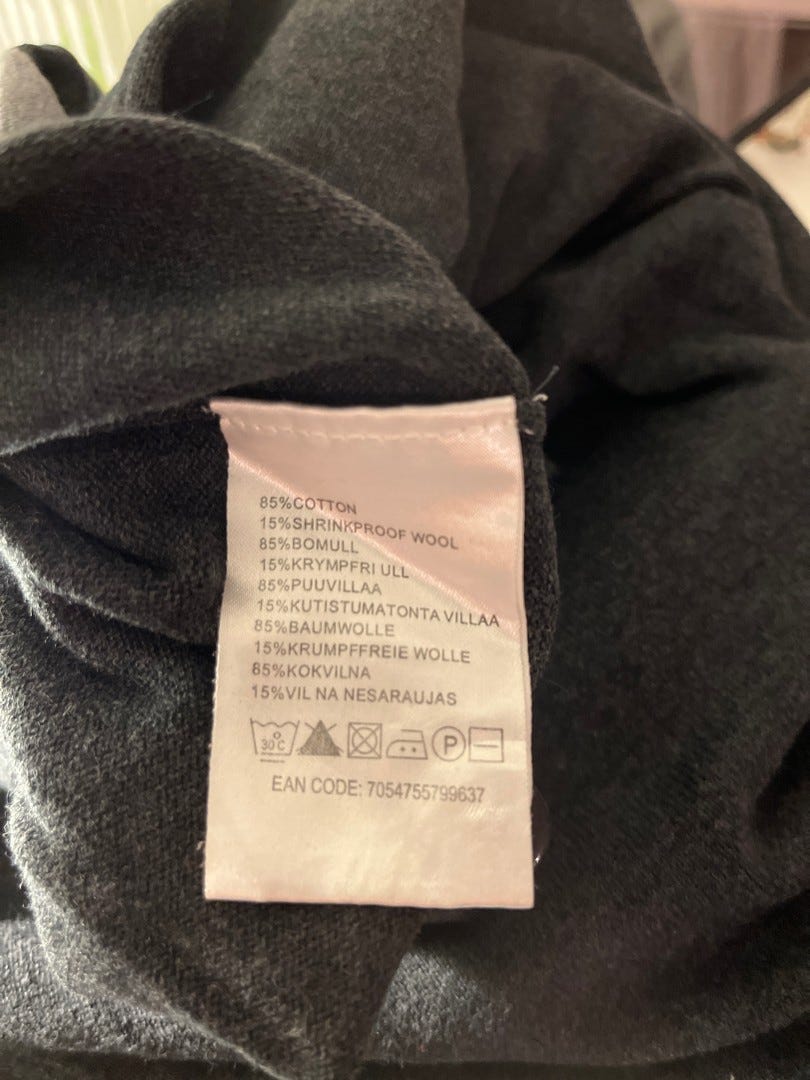 85%COTTON
15%SHRINKPROOF WOOL
85%BOMULL
15%KRYMPFRI ULL
85%PUUVILLAA
15%KUTISTUMATONTA VILLAA
85%BAUMWOLLE
15%KRUMPFFREIE WOLLE
85%KOKVILNA
15%VIL NA NESARAUJAS
30°C P
EAN CODE: 7054755799637